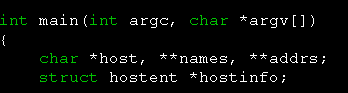 int main(int argc, char *argv[])
{
    char *host, **names, **addrs;
    struct hostent *hostinfo;